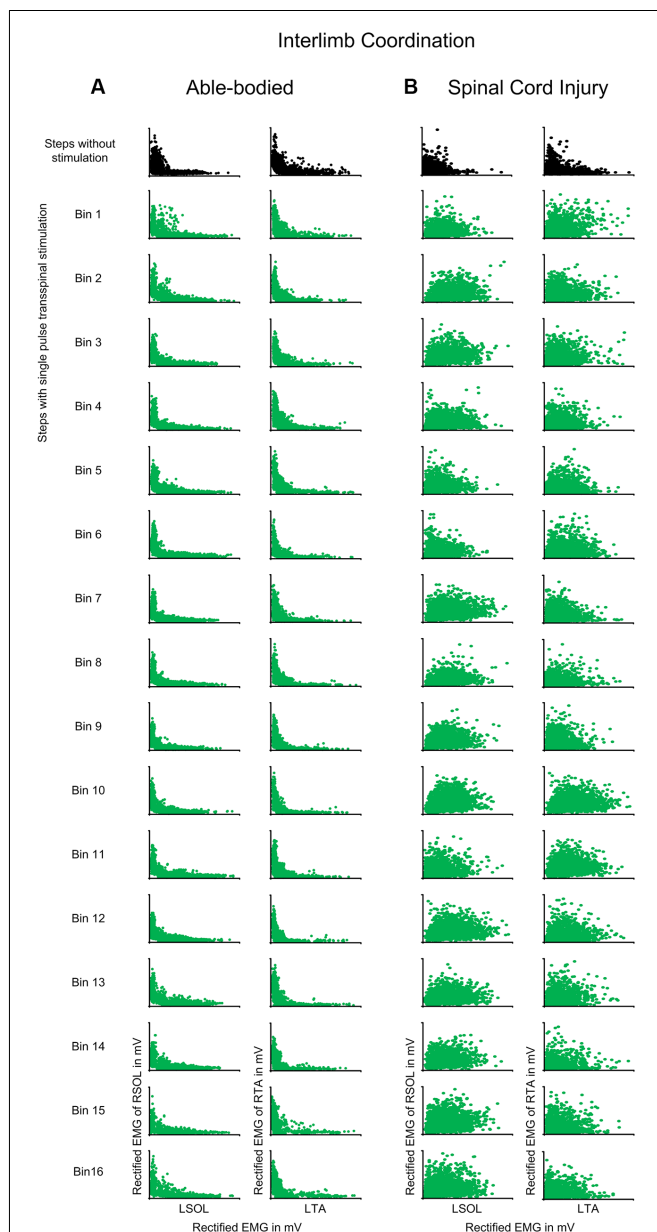 Interlimb Coordination
A Able-bodied
B Spinal Cord Injury
Steps without
stimulation
Steps with single pulse transspinal stimulation
Bin 1
Bin 2
Bin 3
Bin 4
Bin 5
Bin 6
Bin 7
Bin 8
Bin 9
Bin 10
Bin 11
Bin 12
Bin 13
Bin 14
Bin 15
Bin16
Rectified EMG of RSOL in mV
Rectified EMG of RTA in mV
Rectified EMG of RSOL in mV
Rectified EMG of RTA in mV
LSOL LTA LSOL LTA
Rectified EMG in mV Rectified EMG in mV